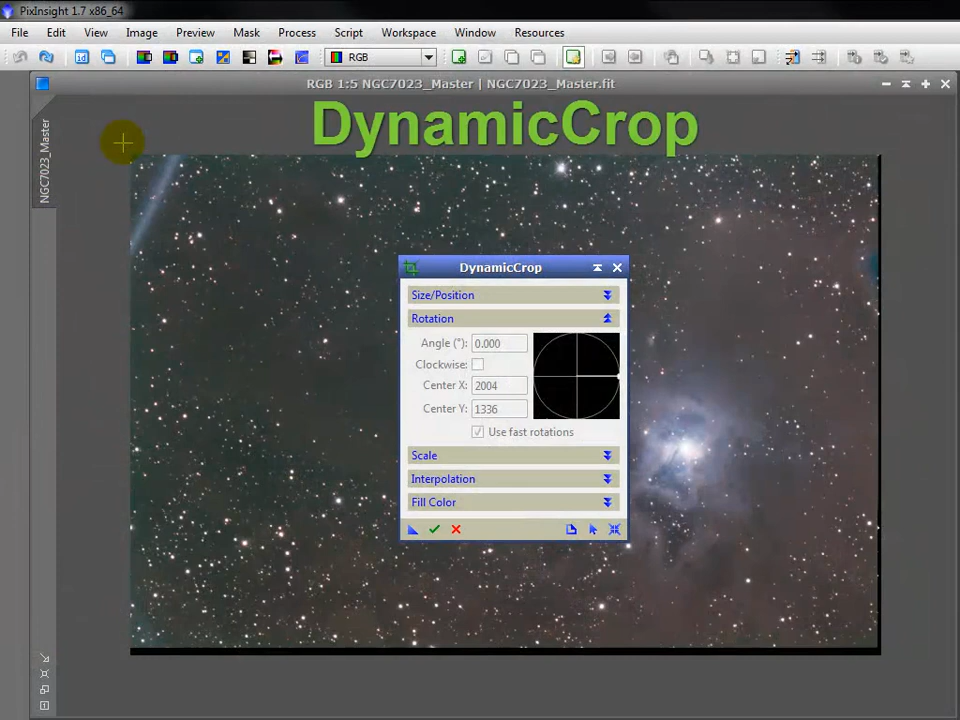 PixInsight 1.7 x86_64
File Edit View Image Preview Mask Process Script Workspace Window Resources
RGB
RGB 1:5 NGC7023_Master | NGC7023_Master.fit
NGC7023_Master
DynamicCrop
DynamicCrop
Size/Position
Rotation
Angle (°): 0.000
Clockwise:
Center X: 2004
Center Y: 1336
Use fast rotations
Scale
Interpolation
Fill Color